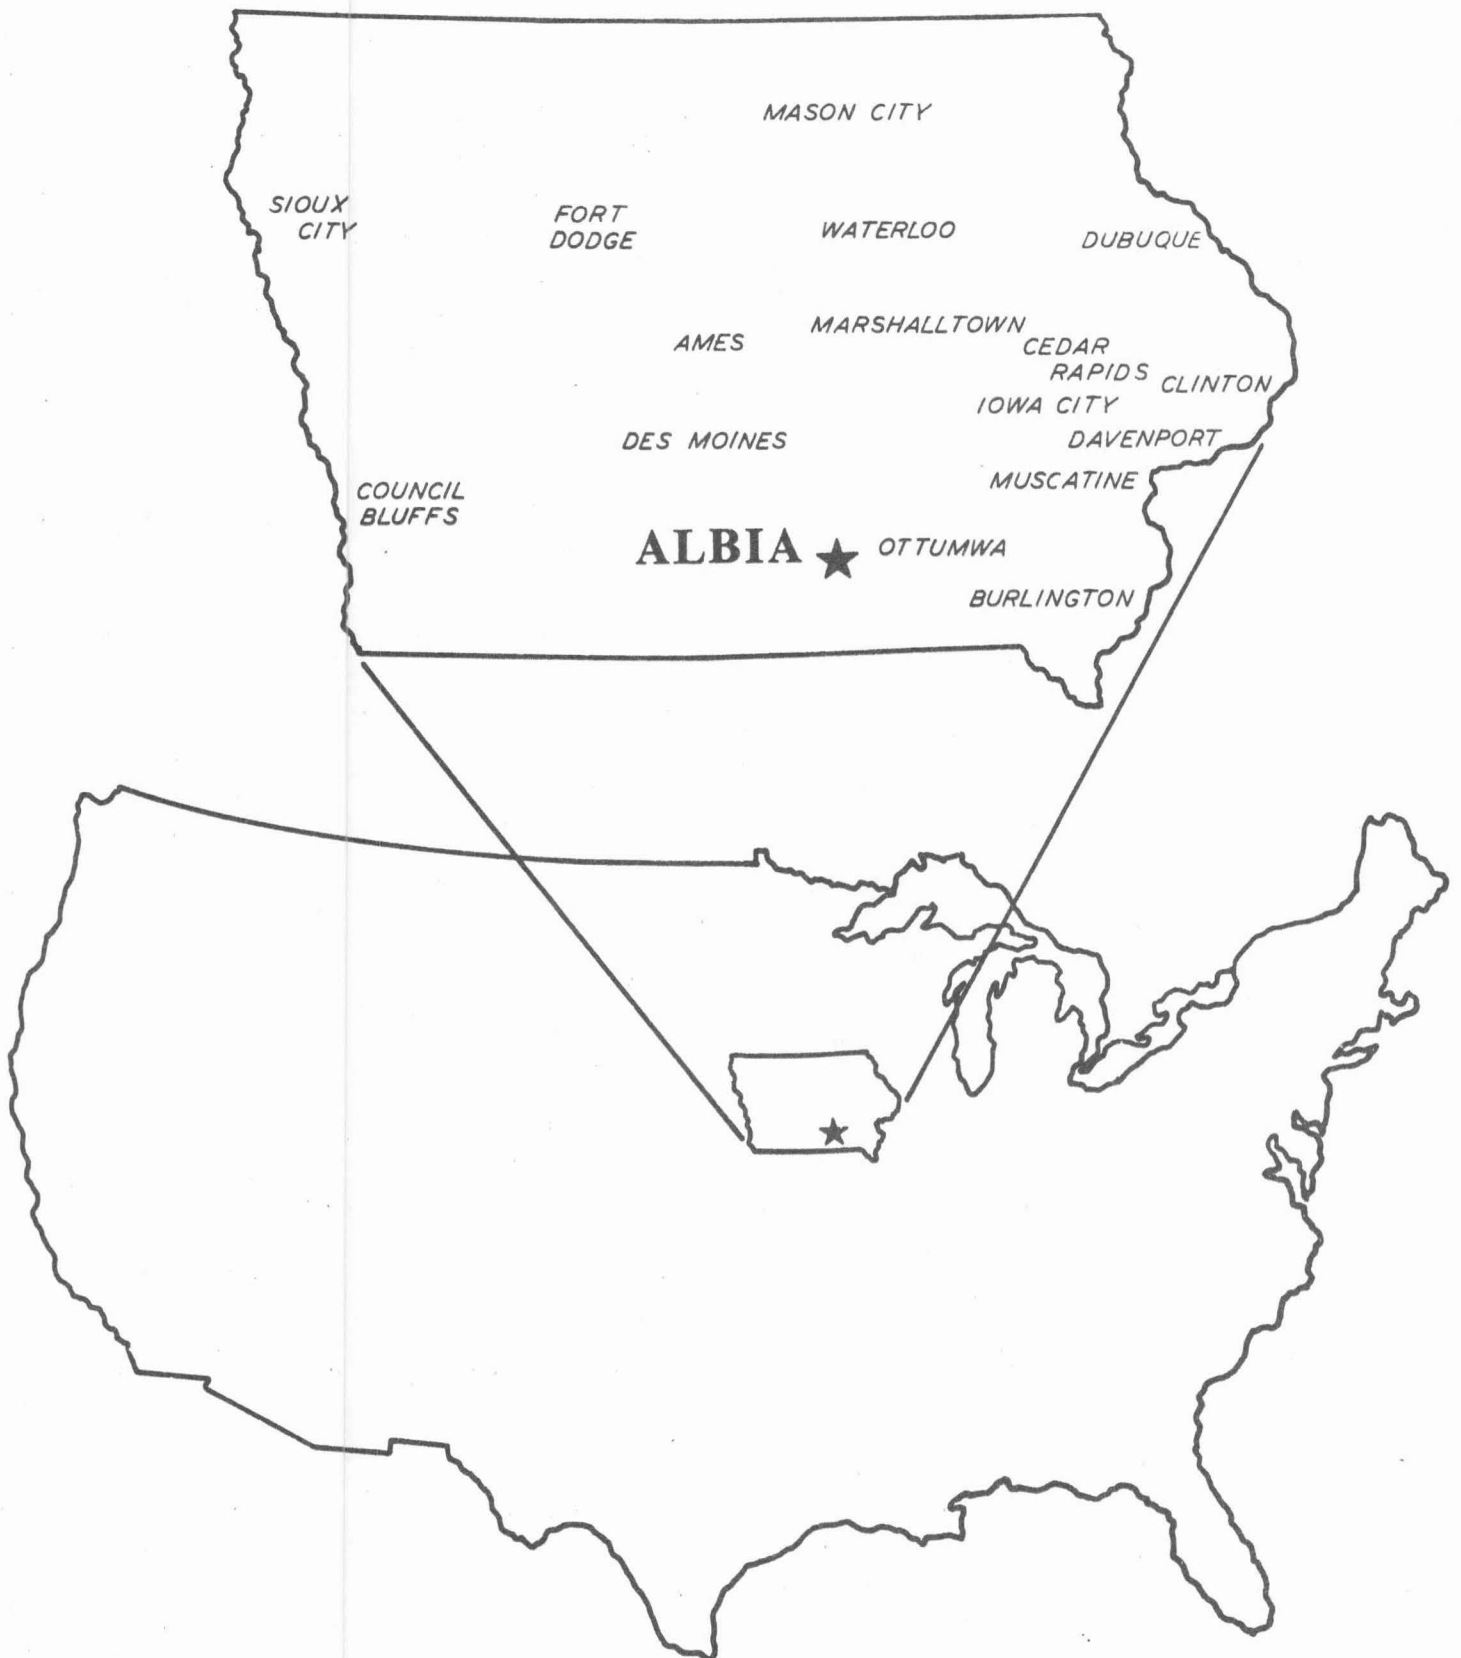 MASON CITY
SIOUX
CITY
FORT
DODGE
WATERLOO
DUBUQUE
AMES
MARSHALLTOWN
CEDAR
RAPIDS
CLINTON
IOWA CITY
DES MOINES
DAVENPORT
COUNCIL
BLUFFS
MUSCATINE
ALBIA
OTTUMWA
BURLINGTON